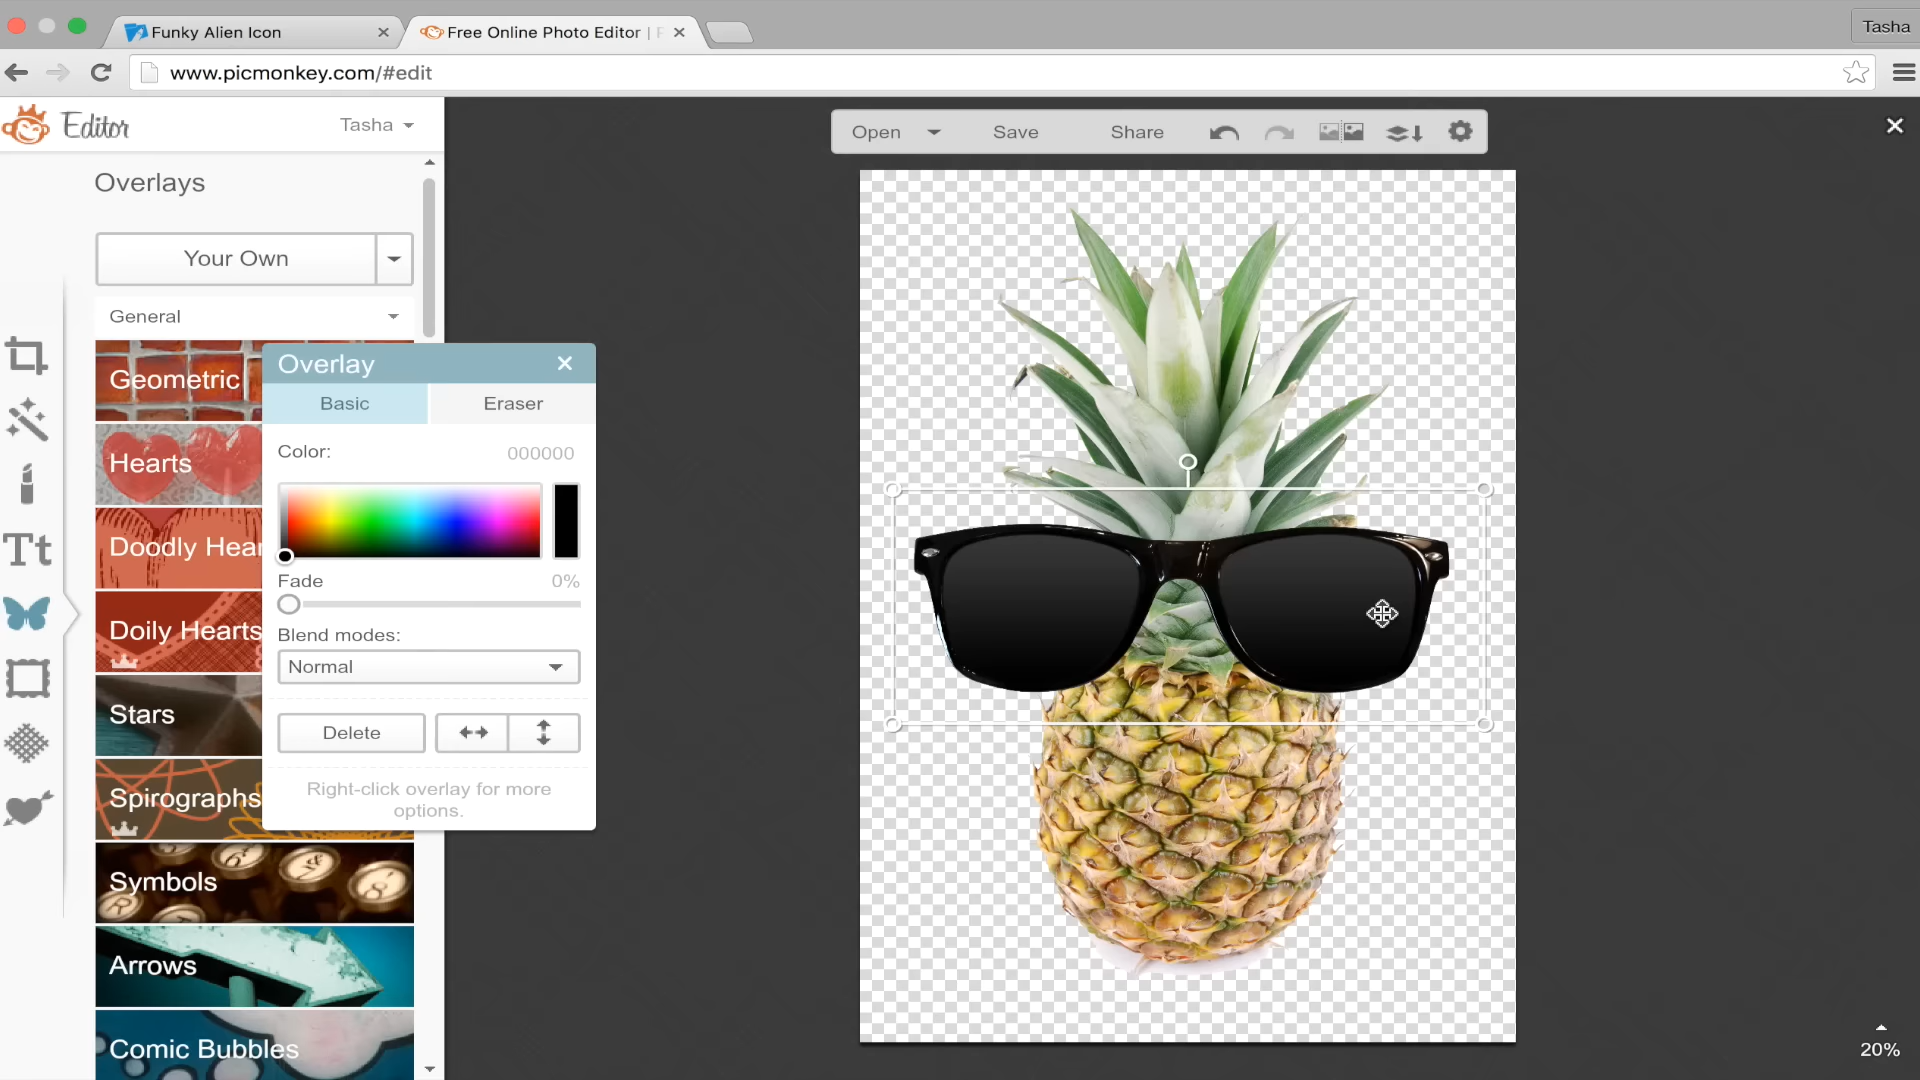 Funky Alien Icon
Free Online Photo Editor |
Tasha
www.picmonkey.com/#edit
Editor
Tasha
Open
Save
Share
Overlays
Your Own
General
Geometric
Hearts
Doodly Hear
Doily Hearts
Stars
Spirographs
Symbols
Arrows
Comic Bubbles
Overlay
Basic
Eraser
Color:
000000
Fade
0%
Blend modes:
Normal
Delete
Right-click overlay for more
options.
20%